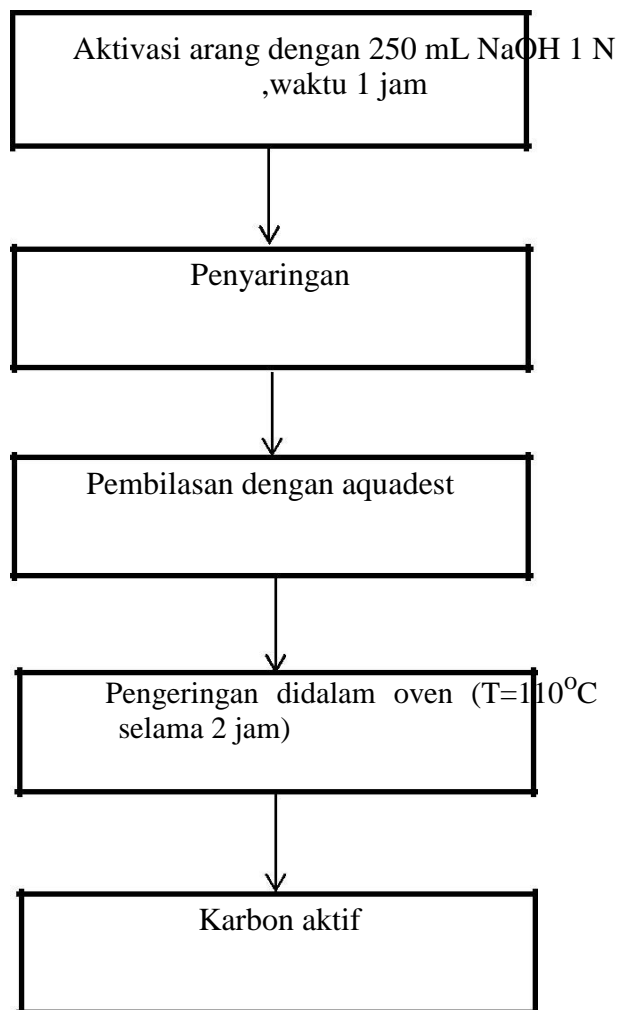 Aktivasi arang dengan 250 mL NaOH 1 N
,waktu 1 jam
Penyaringan
Pembilasan dengan aquadest
Pengeringan didalam oven (T=110°C
selama 2 jam)
Karbon aktif